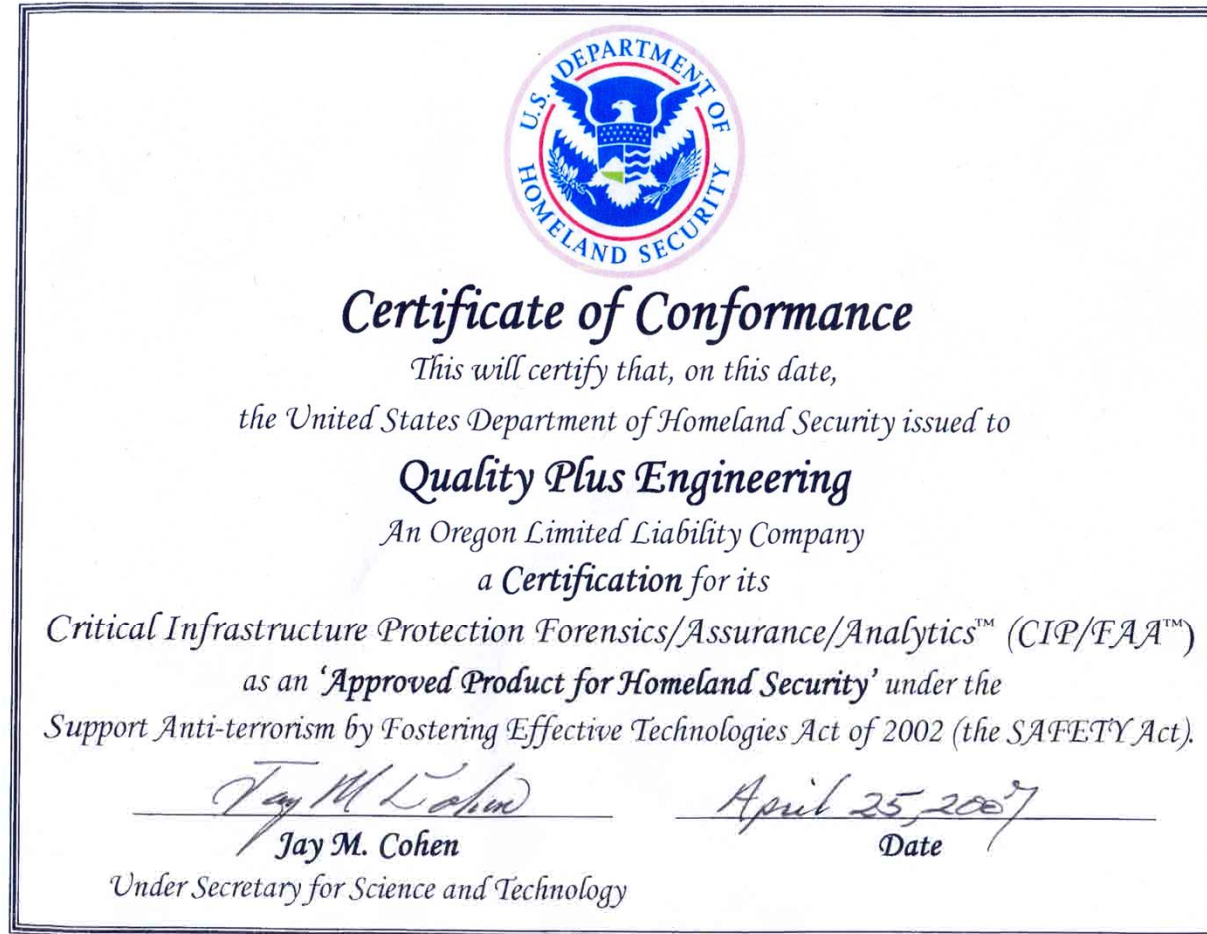 U.S. DEPARTMENT OF
HOMELAND SECURITY
Certificate of Conformance
This will certify that, on this date,
the United States Department of Homeland Security issued to
Quality Plus Engineering
An Oregon Limited Liability Company
a Certification for its
Critical Infrastructure Protection Forensics/Assurance/Analytics™ (CIP/FAA™)
as an 'Approved Product for Homeland Security' under the
Support Anti-terrorism by Fostering Effective Technologies Act of 2002 (the SAFETY Act).
Jay M Cohen April 25, 2007
Jay M. Cohen Date
Under Secretary for Science and Technology